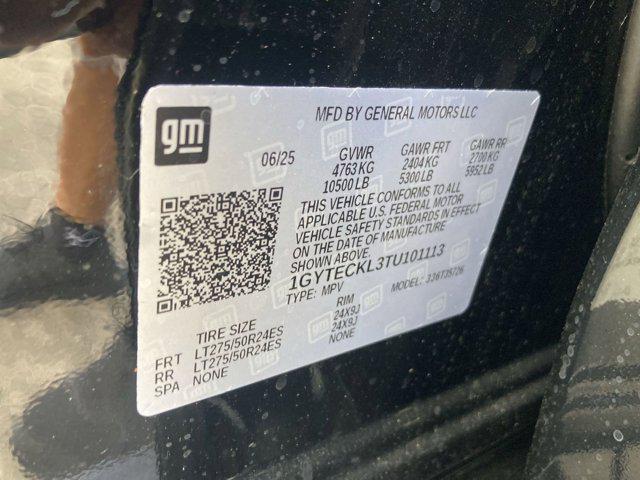 gm
MFD BY GENERAL MOTORS LLC
06/25 GVWR GAWR FRT GAWR RR
4763 KG 2404 KG 2700 KG
10500 LB 5300 LB 5952 LB
THIS VEHICLE CONFORMS TO ALL
APPLICABLE U.S. FEDERAL MOTOR
VEHICLE SAFETY STANDARDS IN EFFECT
ON THE DATE OF MANUFACTURE
SHOWN ABOVE.
1GYTECKL3TU101113
TYPE: MPV MODEL: 336T35726
TIRE SIZE RIM
FRT LT275/50R24ES 24X9J
RR LT275/50R24ES 24X9J
SPA NONE NONE